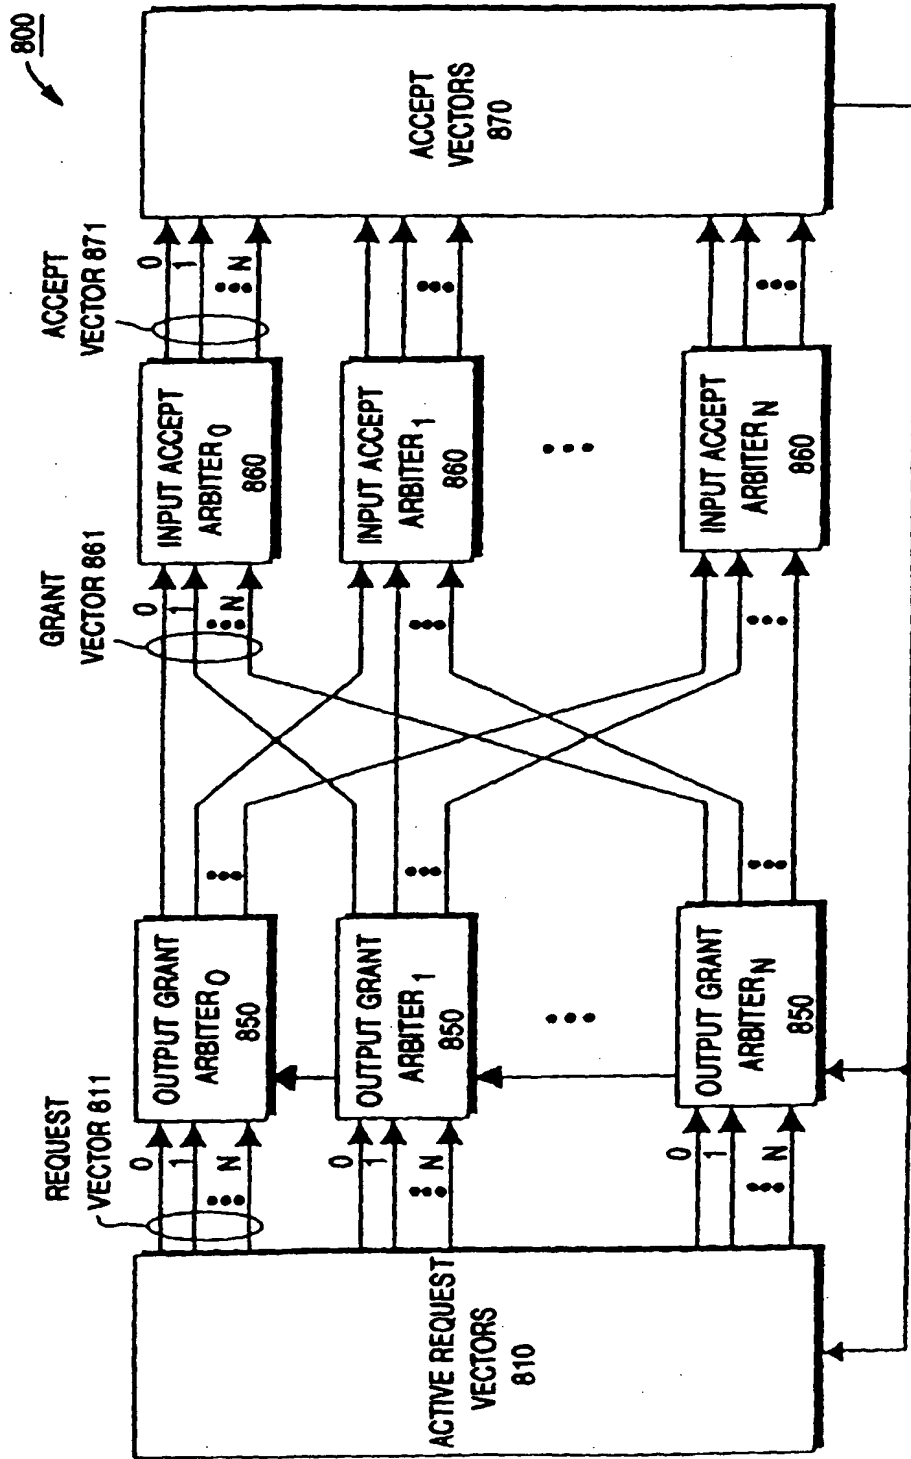 800
REQUEST
VECTOR 811
GRANT
VECTOR 861
ACCEPT
VECTOR 871
ACTIVE REQUEST
VECTORS
810
0
1
N
0
1
N
0
1
N
OUTPUT GRANT
ARBITER0
850
OUTPUT GRANT
ARBITER1
850
OUTPUT GRANT
ARBITERN
850
0
1
N
INPUT ACCEPT
ARBITER0
860
INPUT ACCEPT
ARBITER1
860
INPUT ACCEPT
ARBITERN
860
0
1
N
ACCEPT
VECTORS
870